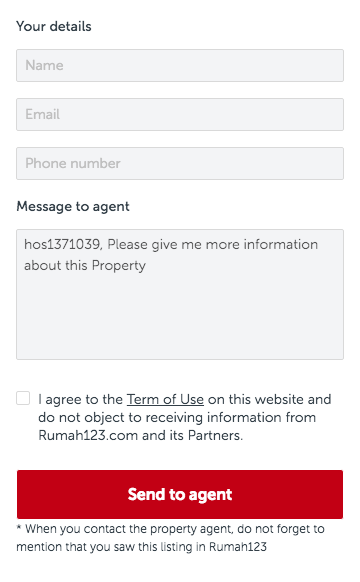 Your details
Name
Email
Phone number
Message to agent
hos1371039, Please give me more information
about this Property
I agree to the Term of Use on this website and
do not object to receiving information from
Rumah123.com and its Partners.
Send to agent
* When you contact the property agent, do not forget to
mention that you saw this listing in Rumah123